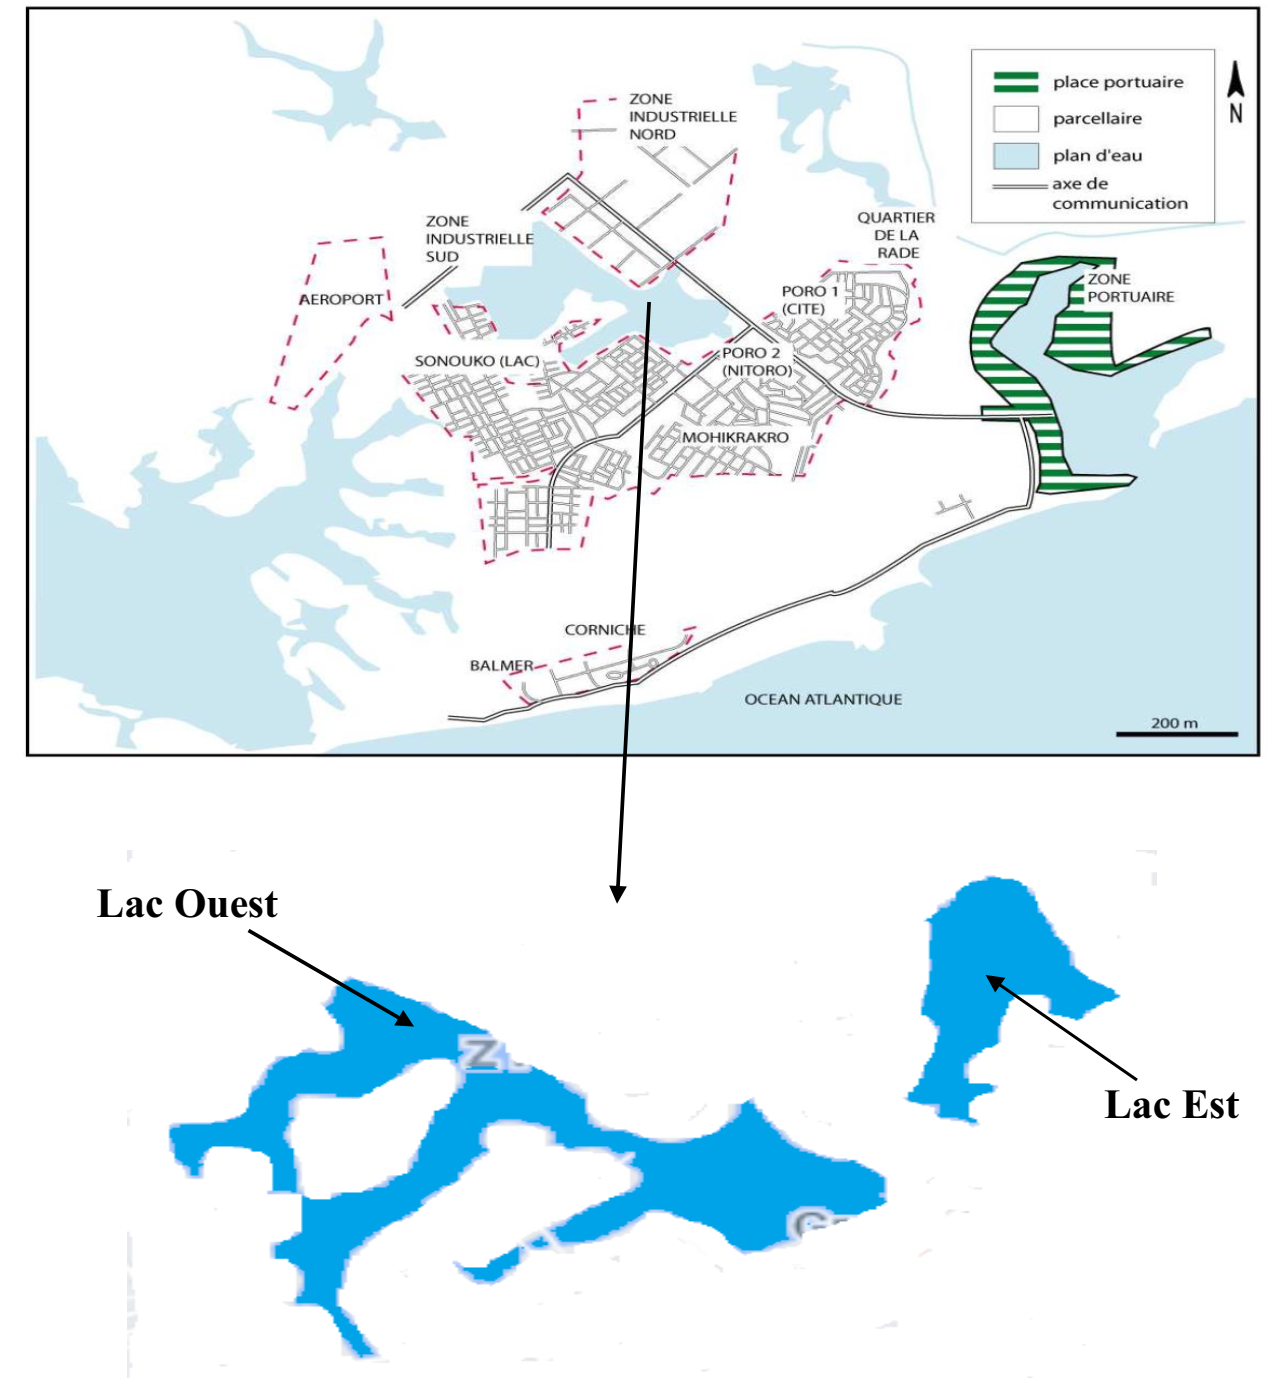 ZONE
INDUSTRIELLE
NORD
place portuaire
parcellaire
plan d'eau
axe de
communication
N
ZONE
INDUSTRIELLE
SUD
QUARTIER
DE LA
RADE
AEROPORT
PORO 1
(CITE)
ZONE
PORTUAIRE
SONOUKO (LAC)
PORO 2
(NITORO)
MOHIKRAKRO
CORNICHE
BALMER
OCEAN ATLANTIQUE
200 m
Lac Ouest
Lac Est